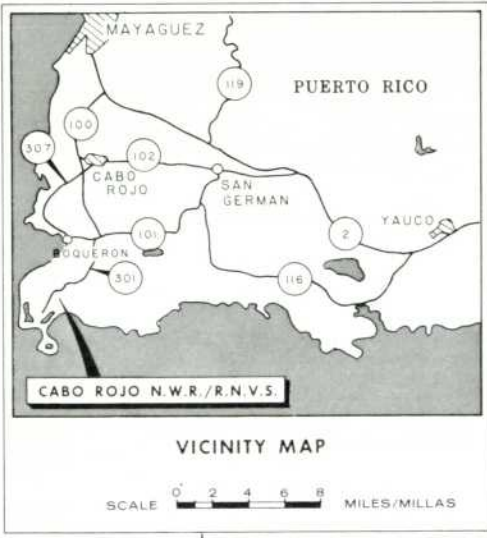 MAYAGUEZ
119
PUERTO RICO
100
307
102
CABO
ROJO
SAN
GERMAN
YAUCO
101
2
BOQUERON
301
116
CABO ROJO N.W.R./R.N.V.S.
VICINITY MAP
SCALE 0 2 4 6 8 MILES/MILLAS